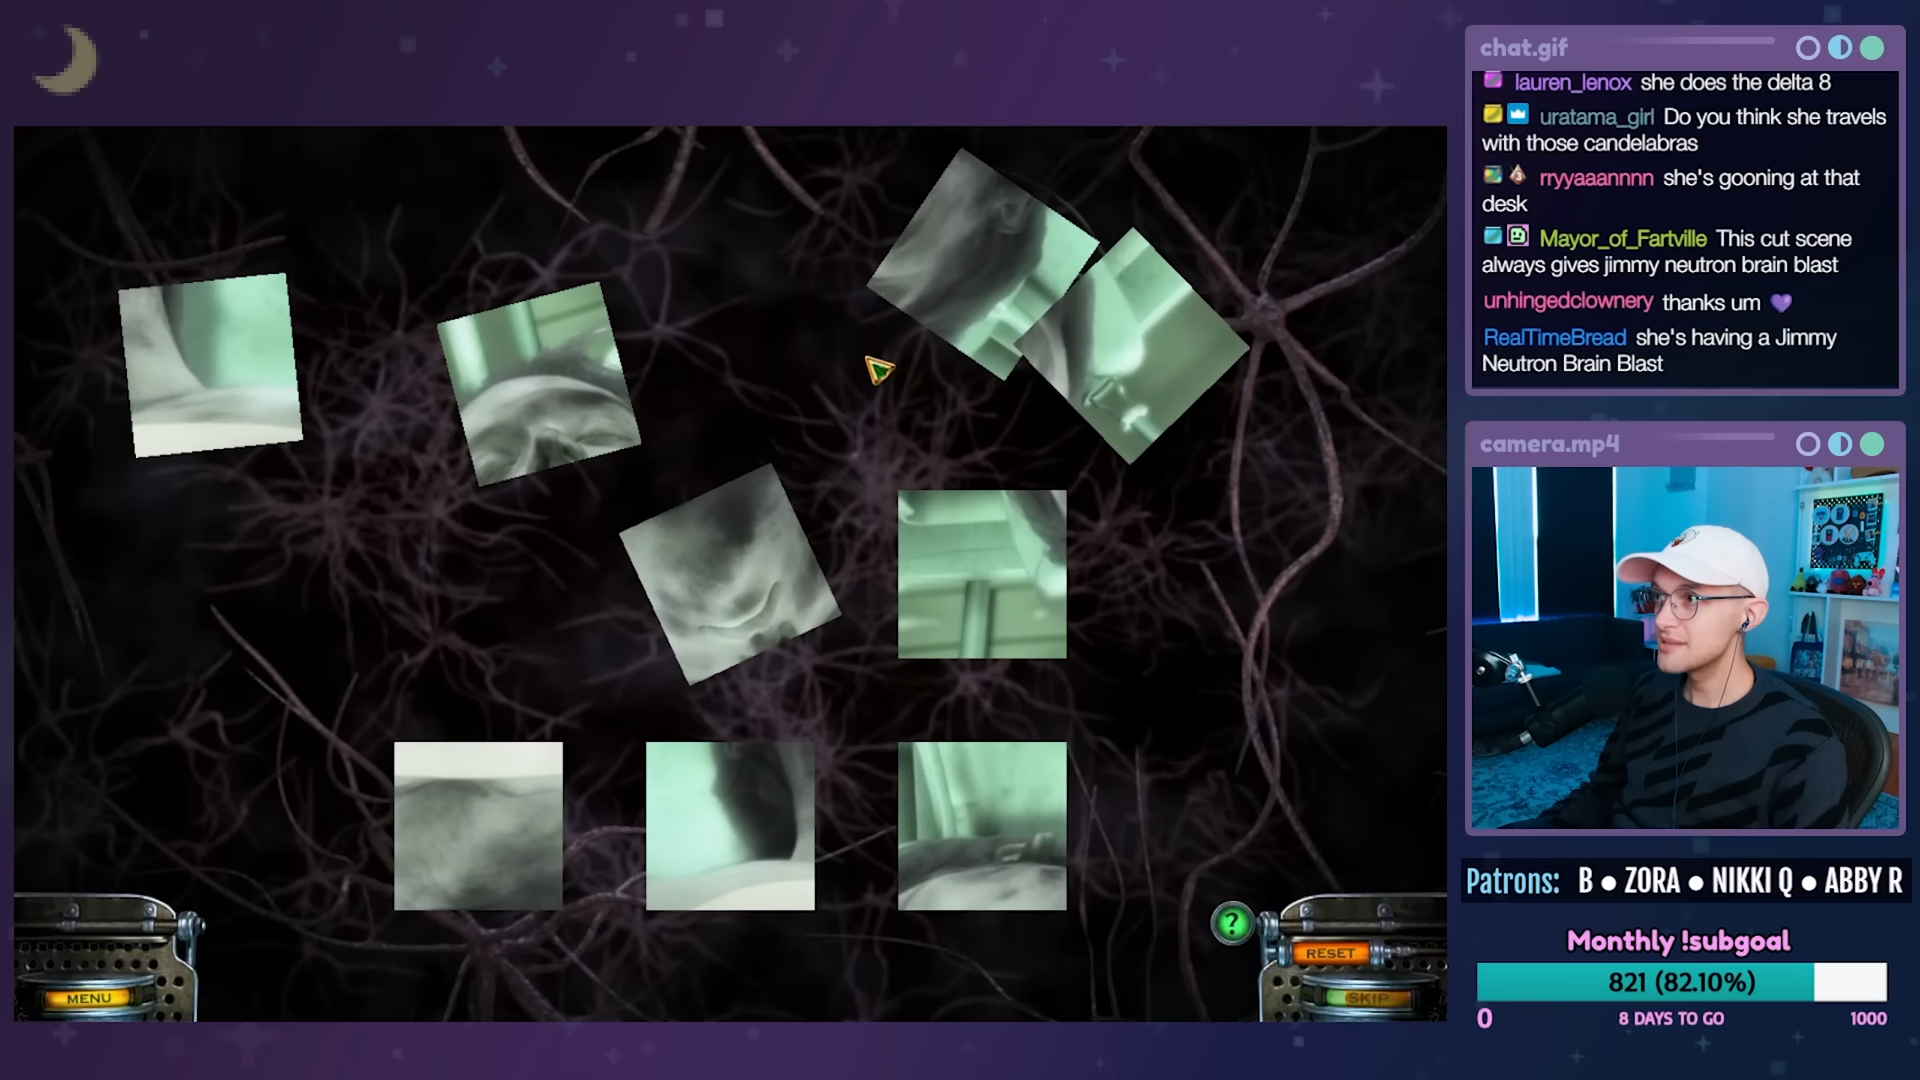 chat.gif
lauren_lenox she does the delta 8
uratama_girl Do you think she travels
with those candelabras
rryyaaannnn she's gooning at that
desk
Mayor_of_Fartville This cut scene
always gives jimmy neutron brain blast
unhingedclownery thanks um
RealTimeBread she's having a Jimmy
Neutron Brain Blast
camera.mp4
Patrons: B ● ZORA ● NIKKI Q ● ABBY R
Monthly !subgoal
821 (82.10%)
0 8 DAYS TO GO 1000
?
RESET
SKIP
MENU